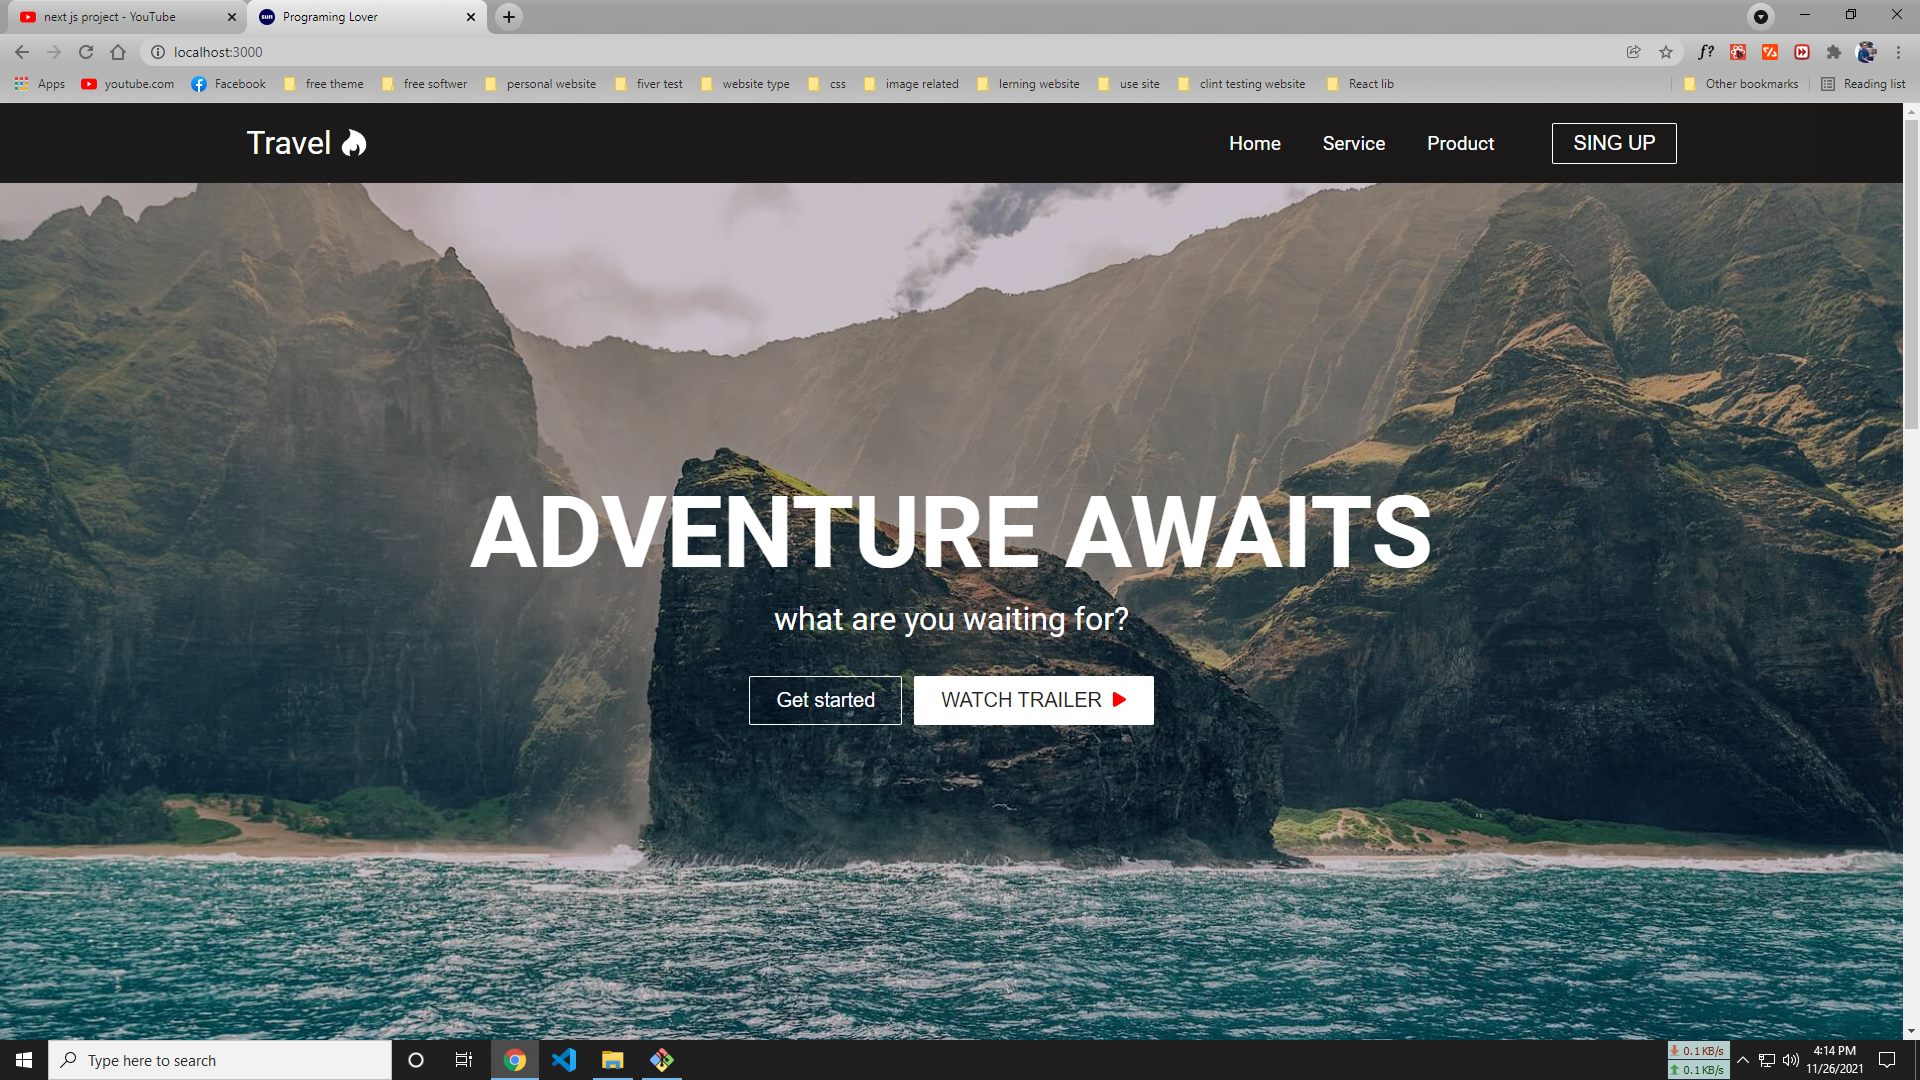 next js project - YouTube
sun Programing Lover
localhost:3000
f?
Apps youtube.com Facebook free theme free softwer personal website fiver test website type css image related lerning website use site clint testing website React lib Other bookmarks Reading list
Travel Home Service Product SING UP
ADVENTURE AWAITS
what are you waiting for?
Get started WATCH TRAILER
Type here to search
0.1 KB/s
0.1 KB/s
4:14 PM
11/26/2021